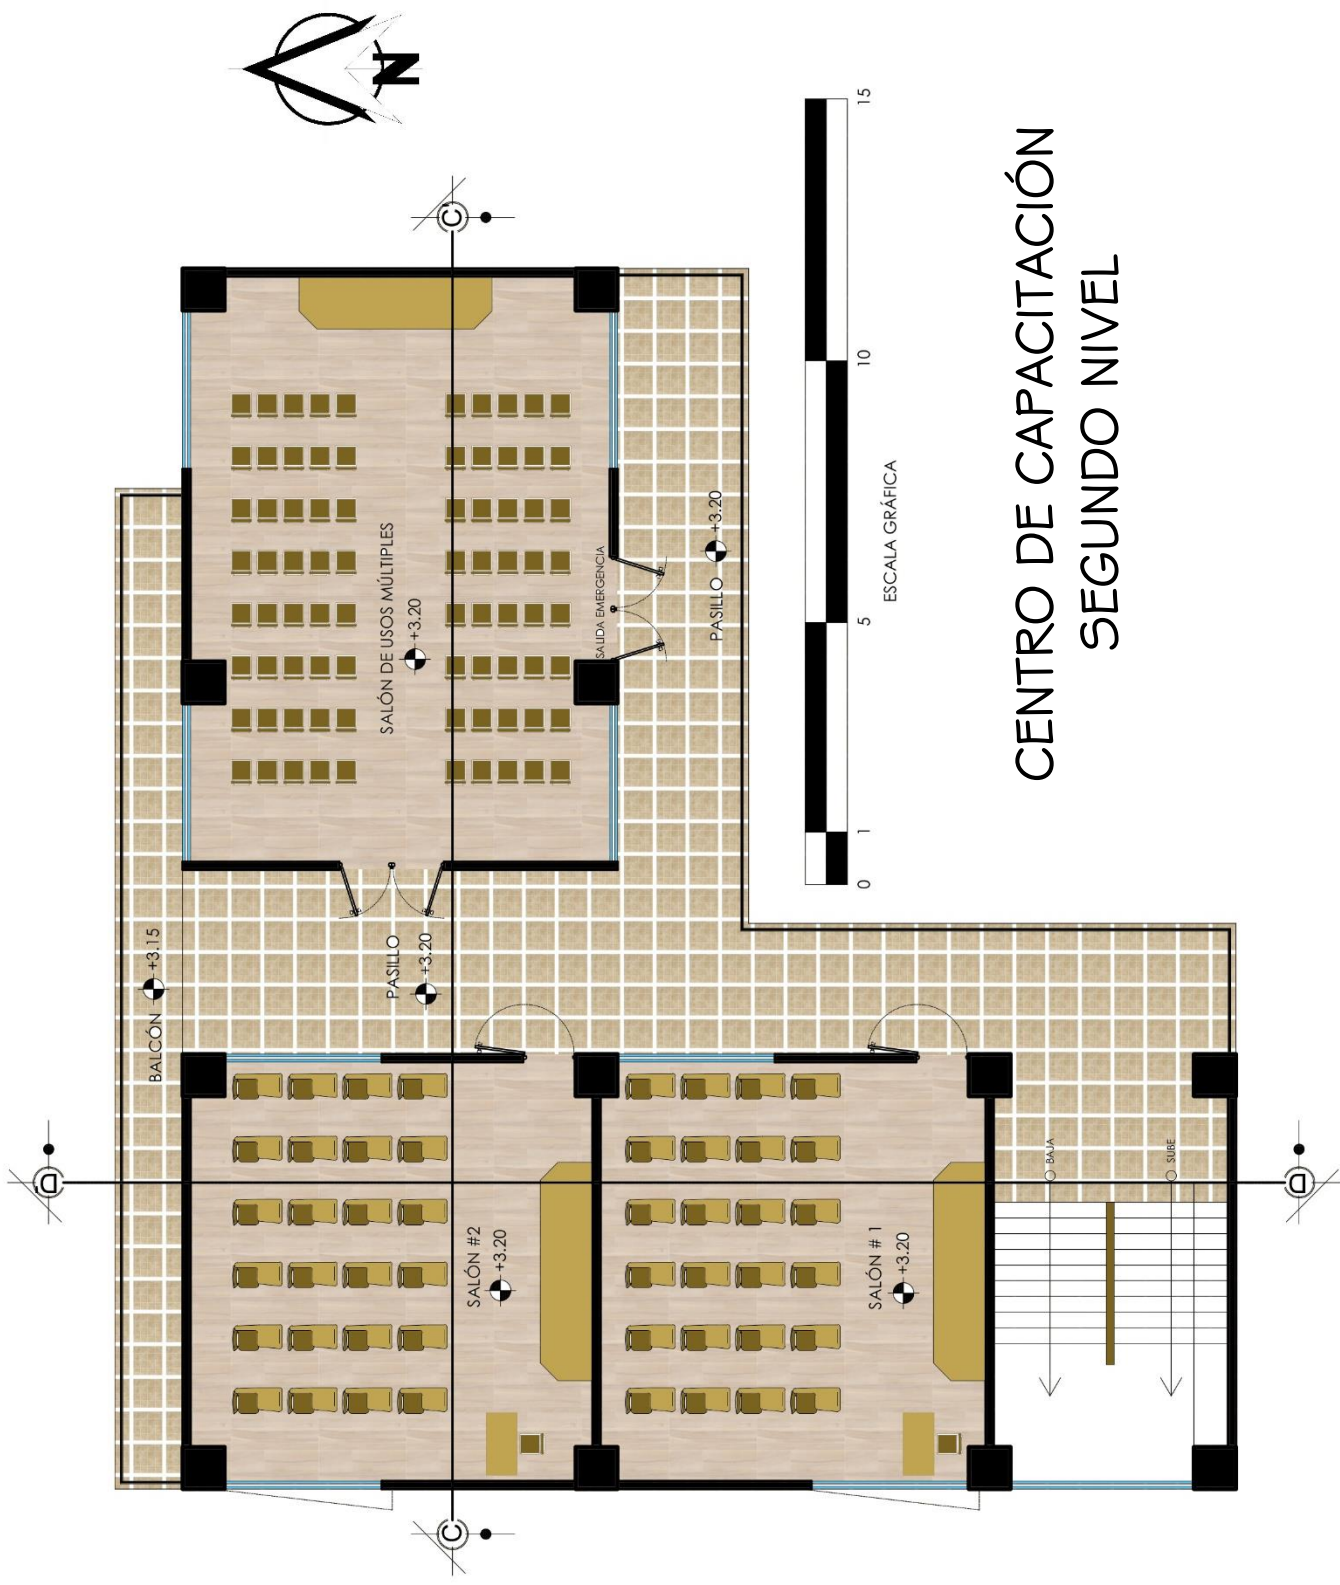 N
C'
C
D'
D
SALÓN DE USOS MÚLTIPLES
+3.20
SALIDA EMERGENCIA
PASILLO +3.20
BALCÓN +3.15
PASILLO
+3.20
SALÓN #2
+3.20
SALÓN # 1
+3.20
BAJA
SUBE
0 1 5 10 15
ESCALA GRÁFICA
CENTRO DE CAPACITACIÓN
SEGUNDO NIVEL